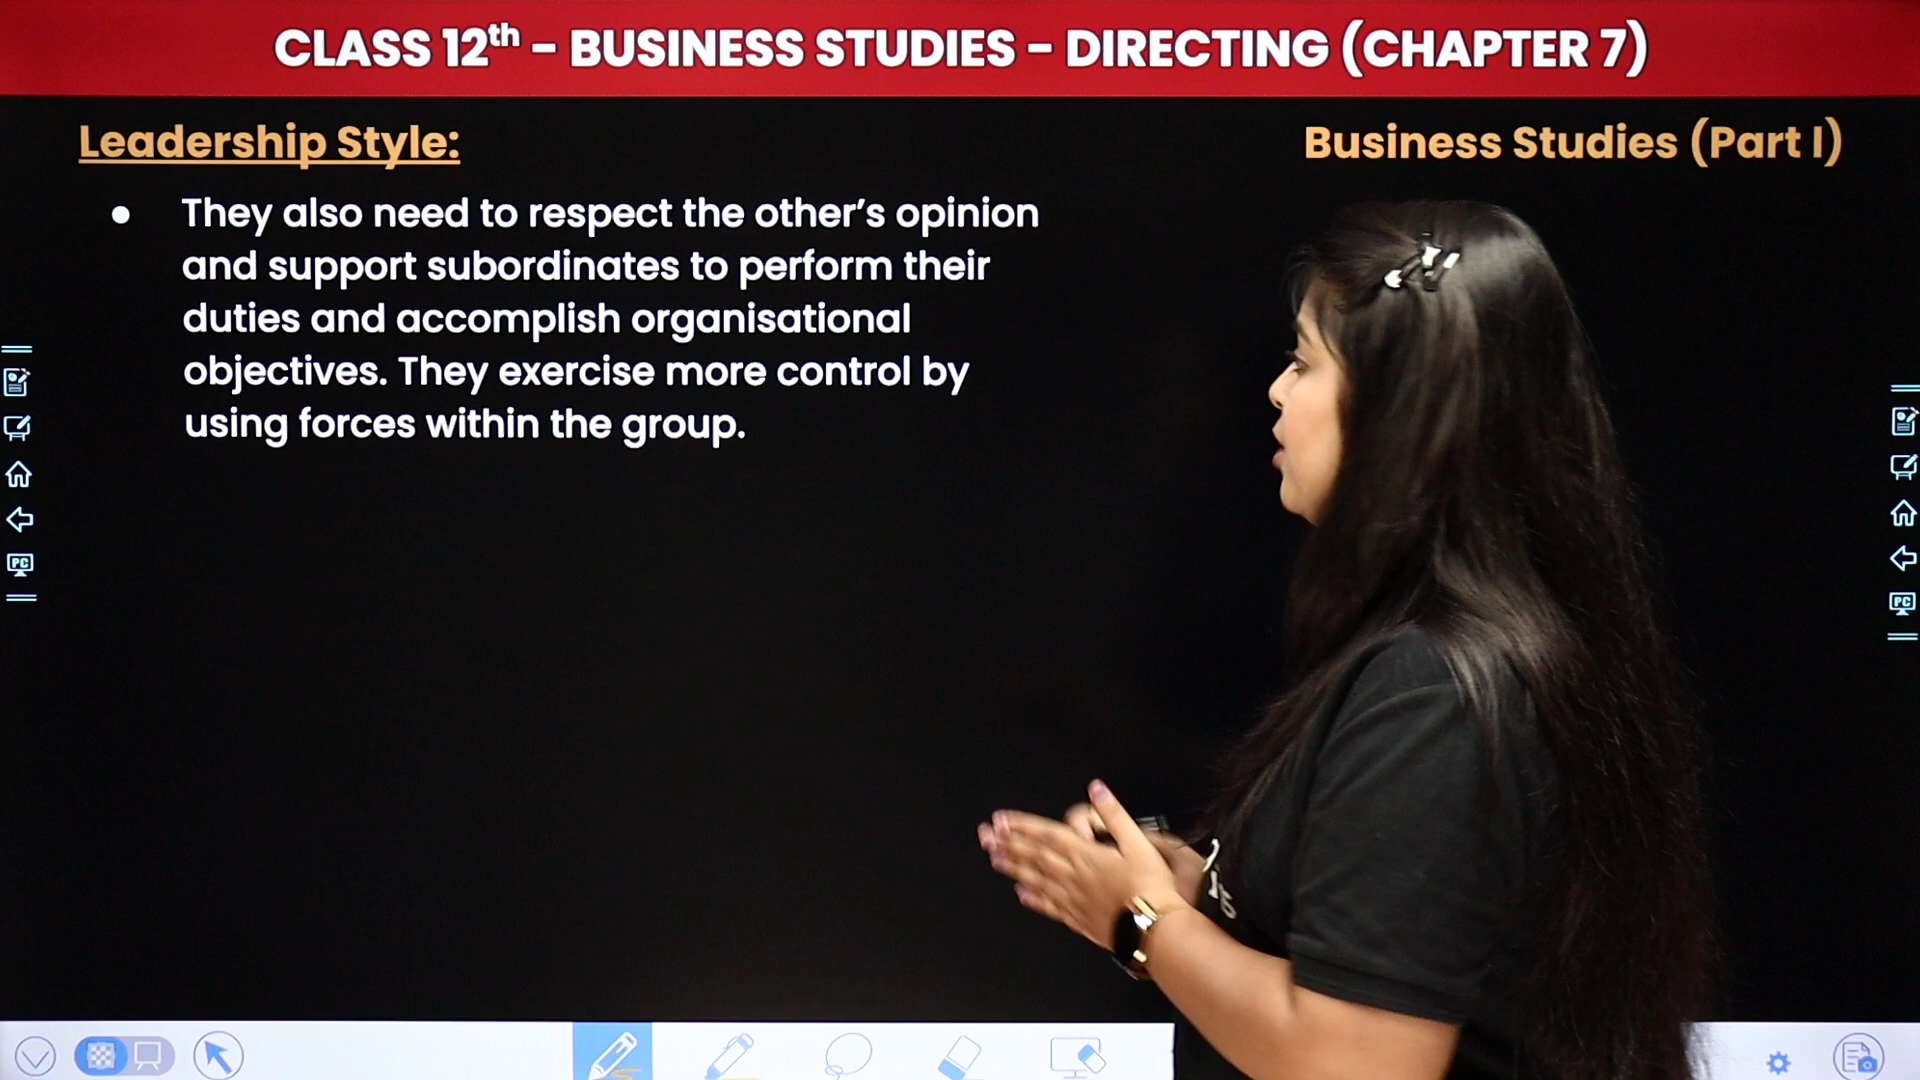 CLASS 12th - BUSINESS STUDIES - DIRECTING (CHAPTER 7)
Leadership Style:
Business Studies (Part I)
• They also need to respect the other's opinion
and support subordinates to perform their
duties and accomplish organisational
objectives. They exercise more control by
using forces within the group.
PC
PC